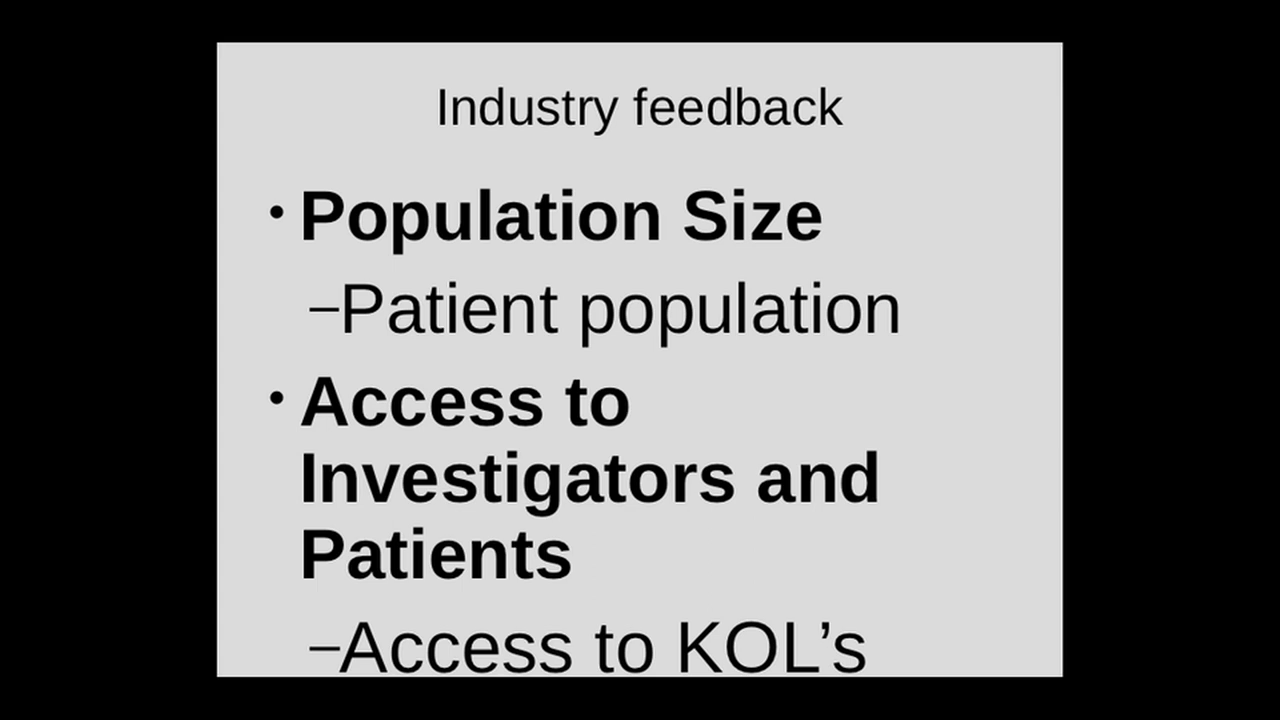 Industry feedback
• Population Size
–Patient population
• Access to
Investigators and
Patients
–Access to KOL’s